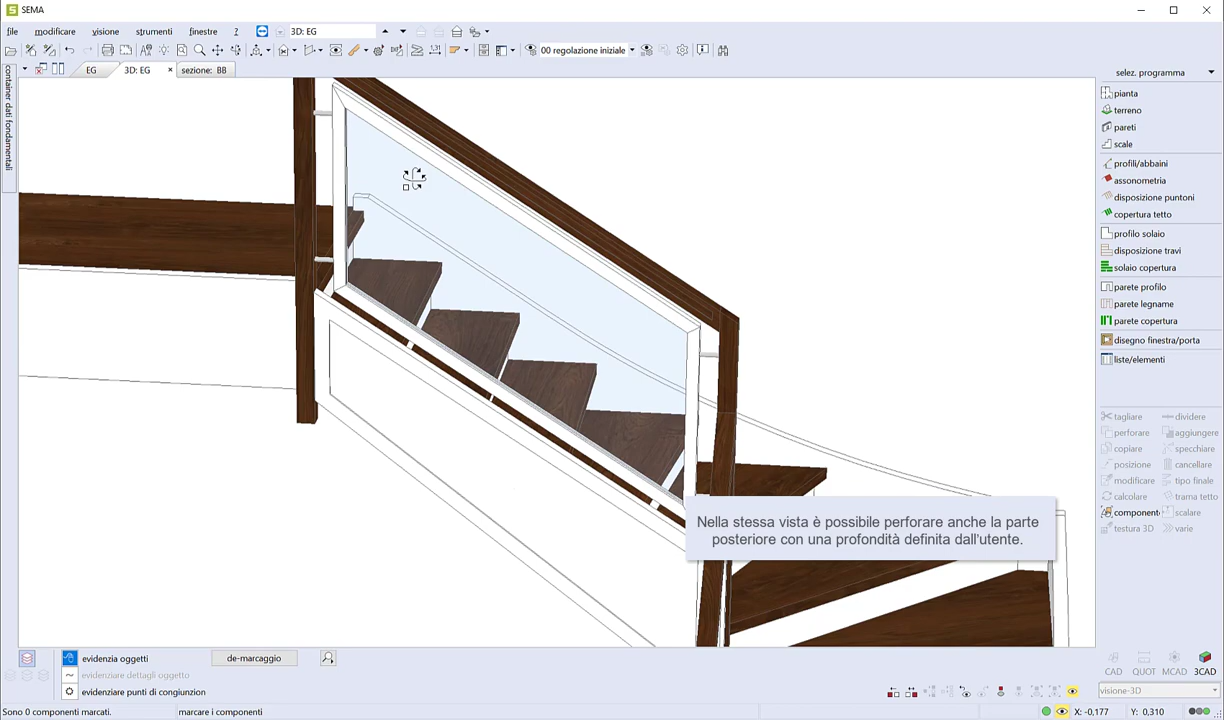 SEMA
file modificare visione strumenti finestre ? 3D: EG
00 regolazione iniziale
EG 3D: EG × sezione: BB
container dati fondamentali
selez. programma
pianta
terreno
pareti
scale
profili/abbaini
assonometria
disposizione puntoni
copertura tetto
profilo solaio
disposizione travi
solaio copertura
parete profilo
parete legname
parete copertura
disegno finestra/porta
liste/elementi
tagliare dividere
perforare aggiungere
copiare specchiare
posizione cancellare
modificare tipo finale
calcolare trama tetto
component scalare
testura 3D varie
Nella stessa vista è possibile perforare anche la parte
posteriore con una profondità definita dall'utente.
evidenzia oggetti de-marcaggio
evidenziare dettagli oggetto
evidenziare punti di congiunzion
CAD QUOT MCAD 3CAD
visione-3D
Sono 0 componenti marcati. marcare i componenti X: -0,177 Y: 0,310